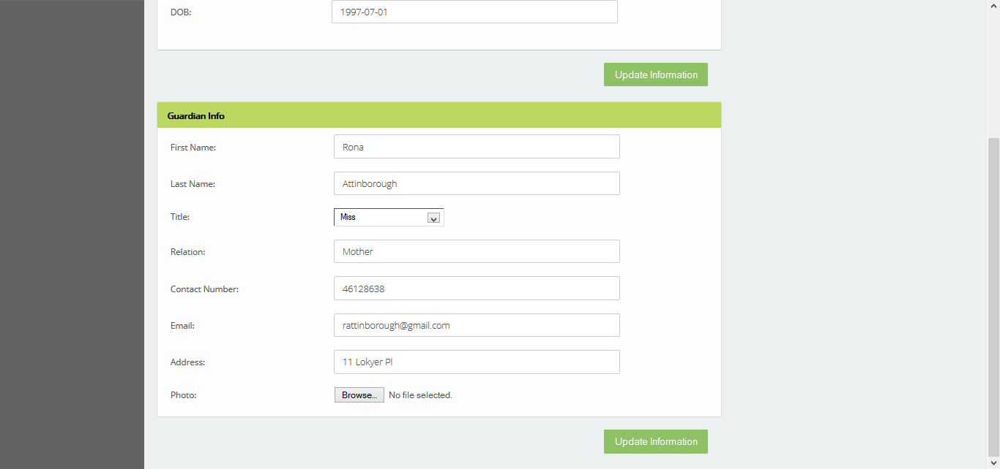 DOB: 1997-07-01
Update Information
Guardian Info
First Name: Rona
Last Name: Attinborough
Title: Miss
Relation: Mother
Contact Number: 46128638
Email: rattinborough@gmail.com
Address: 11 Lokyer Pl
Photo: Browse... No file selected.
Update Information